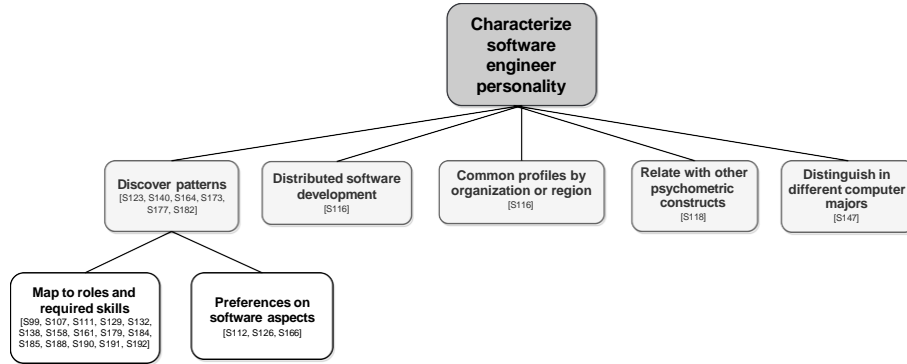 Characterize
software
engineer
personality
Discover patterns
[S123, S140, S164, S173,
S177, S182]
Distributed software
development
[S116]
Common profiles by
organization or region
[S116]
Relate with other
psychometric
constructs
[S118]
Distinguish in
different computer
majors
[S147]
Map to roles and
required skills
[S99, S107, S111, S129, S132,
S138, S158, S161, S179, S184,
S185, S188, S190, S191, S192]
Preferences on
software aspects
[S112, S126, S166]